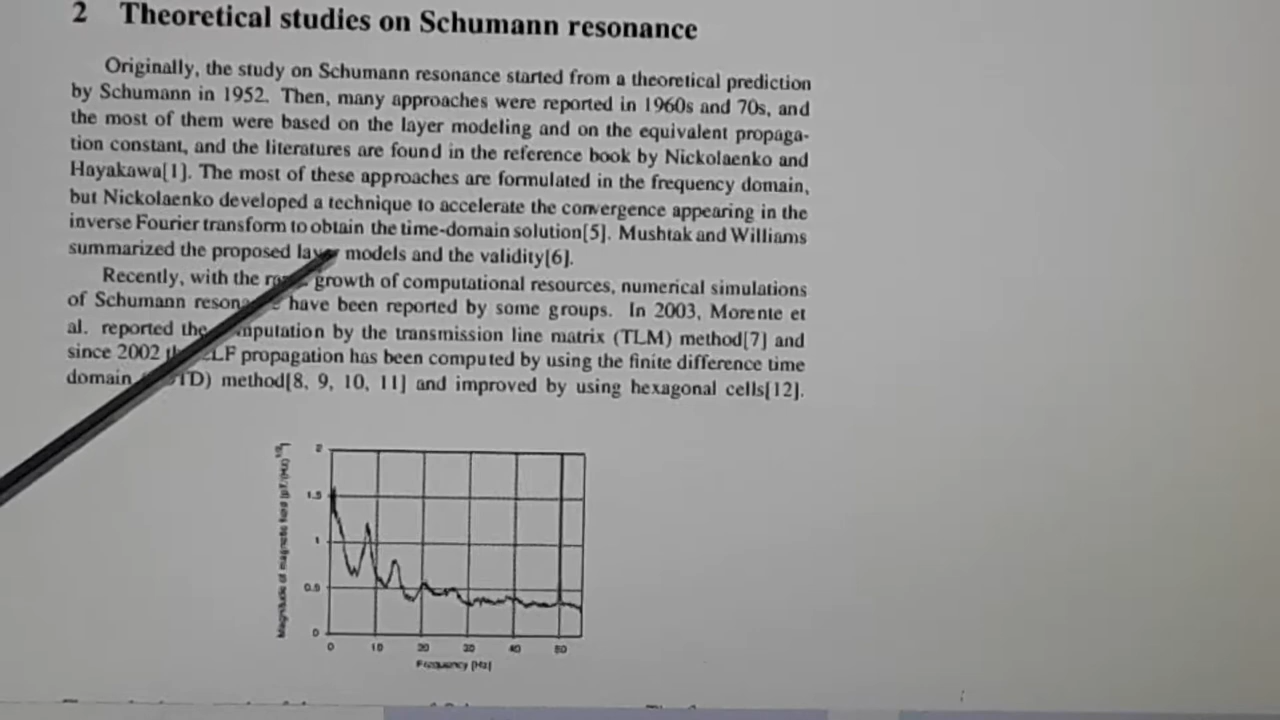 2 Theoretical studies on Schumann resonance
Originally, the study on Schumann resonance started from a theoretical prediction
by Schumann in 1952. Then, many approaches were reported in 1960s and 70s, and
the most of them were based on the layer modeling and on the equivalent propaga-
tion constant, and the literatures are found in the reference book by Nickolaenko and
Hayakawa[1]. The most of these approaches are formulated in the frequency domain,
but Nickolaenko developed a technique to accelerate the convergence appearing in the
inverse Fourier transform to obtain the time-domain solution[5]. Mushtak and Williams
summarized the proposed layer models and the validity[6].
Recently, with the growth of computational resources, numerical simulations
of Schumann have been reported by some groups. In 2003, Morente et
al. reported the by the transmission line matrix (TLM) method[7] and
since 2002 propagation has been computed by using the finite difference time
domain method[8, 9, 10, 11] and improved by using hexagonal cells[12].
Magnitude of magnetic field [pT/(Hz)^1/2]
2
1.5
1
0.5
0
0 10 20 30 40 50
Frequency [Hz]